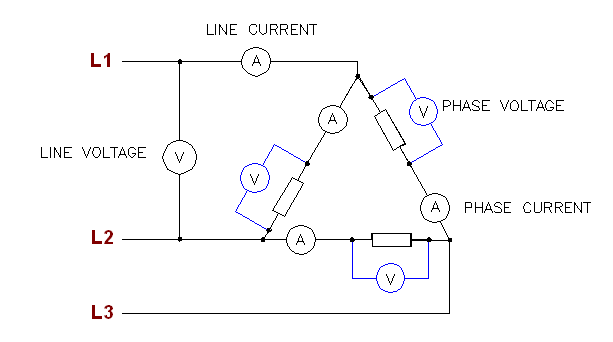 LINE CURRENT
L1
A
V
PHASE VOLTAGE
A
LINE VOLTAGE
V
V
A
PHASE CURRENT
L2
A
V
L3